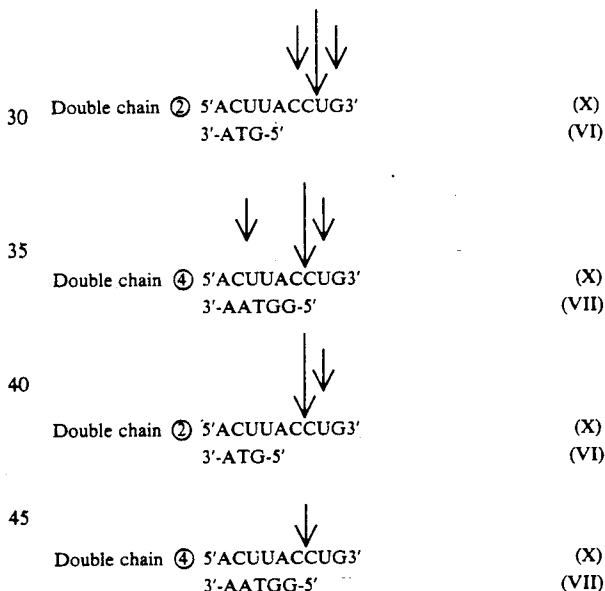 30 Double chain ② 5'ACUUACCUG3' (X)
3'-ATG-5' (VI)
35
Double chain ④ 5'ACUUACCUG3' (X)
3'-AATGG-5' (VII)
40
Double chain ② 5'ACUUACCUG3' (X)
3'-ATG-5' (VI)
45
Double chain ④ 5'ACUUACCUG3' (X)
3'-AATGG-5' (VII)